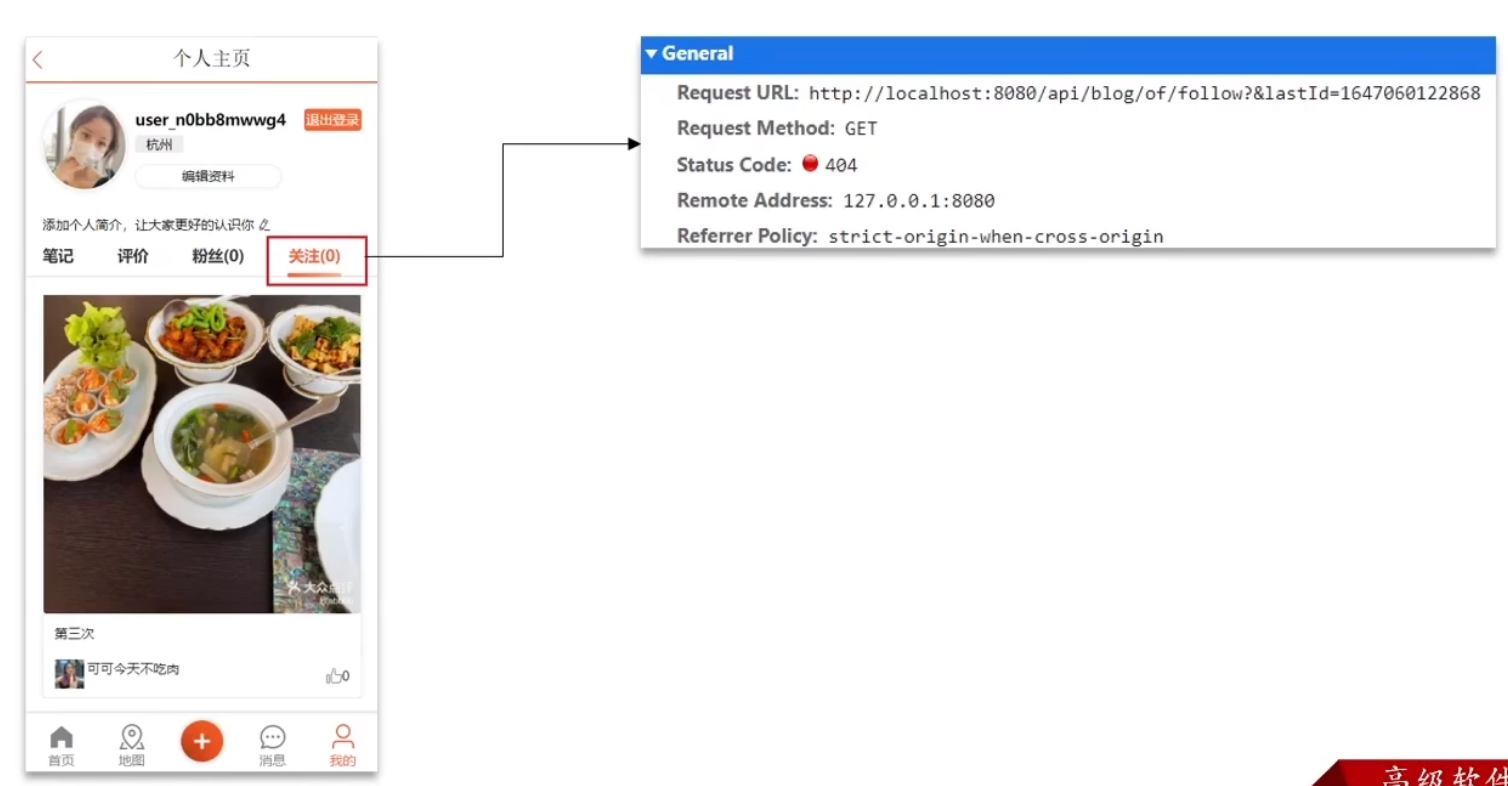 个人主页
user_n0bb8mwwg4
退出登录
杭州
编辑资料
添加个人简介，让大家更好的认识你
笔记 评价 粉丝(0) 关注(0)
大众点评
第三次
可可今天不吃肉
0
首页 地图 消息 我的
General
Request URL: http://localhost:8080/api/blog/of/follow?&lastId=1647060122868
Request Method: GET
Status Code: 404
Remote Address: 127.0.0.1:8080
Referrer Policy: strict-origin-when-cross-origin
高级软件